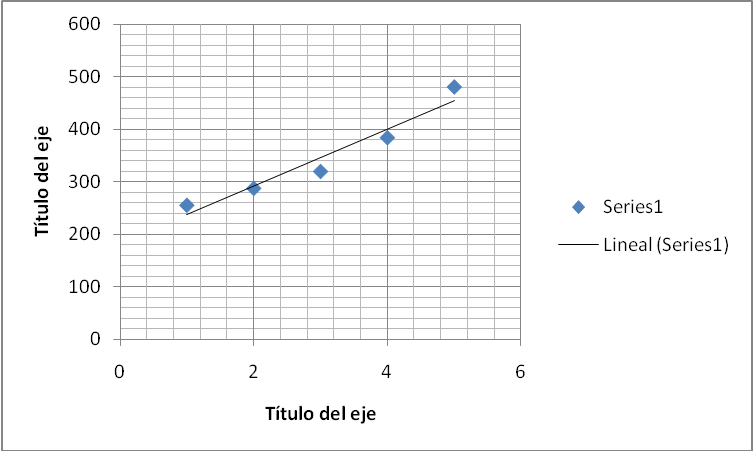 600
500
400
300
200
100
0
Título del eje
0 2 4 6
Título del eje
Series1
Lineal (Series1)